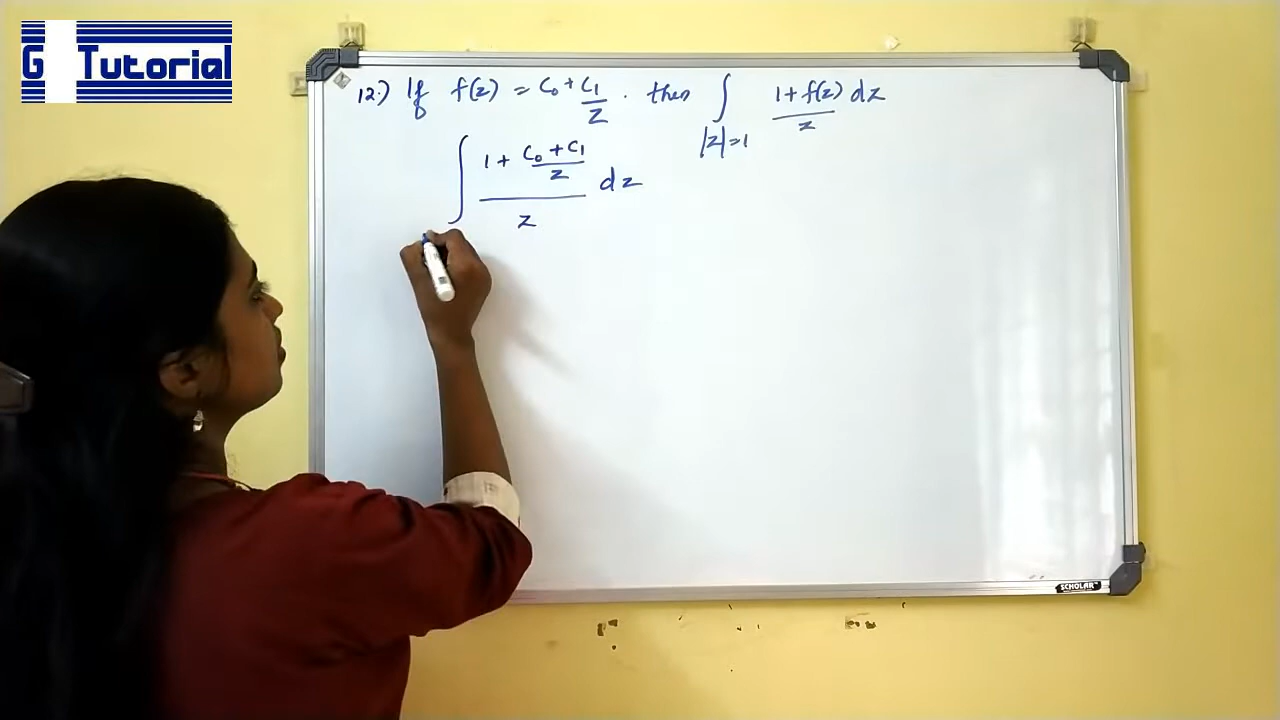 G Tutorial
12.) If f(z) = C₀ + C₁/z . then ∫|z|=1 1+f(z)/z dz
∫ 1 + C₀ + C₁/z / z dz
SCHOLAR